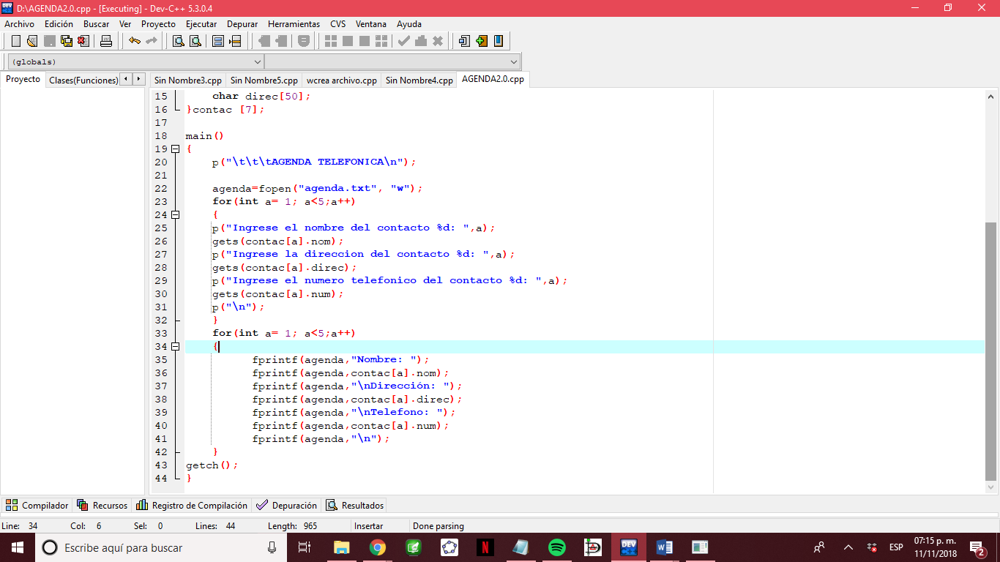 D:\AGENDA2.0.cpp - [Executing] - Dev-C++ 5.3.0.4
Archivo Edición Buscar Ver Proyecto Ejecutar Depurar Herramientas CVS Ventana Ayuda
(globals)
Proyecto Clases(Funciones) Sin Nombre3.cpp Sin Nombre5.cpp wcrea archivo.cpp Sin Nombre4.cpp AGENDA2.0.cpp
15 char direc[50];
16 }contac [7];
17
18 main()
19 {
20 p("\t\t\tAGENDA TELEFONICA\n");
21
22 agenda=fopen("agenda.txt", "w");
23 for(int a= 1; a<5;a++)
24 {
25 p("Ingrese el nombre del contacto %d: ",a);
26 gets(contac[a].nom);
27 p("Ingrese la direccion del contacto %d: ",a);
28 gets(contac[a].direc);
29 p("Ingrese el numero telefonico del contacto %d: ",a);
30 gets(contac[a].num);
31 p("\n");
32 }
33 for(int a= 1; a<5;a++)
34 {
35 fprintf(agenda,"Nombre: ");
36 fprintf(agenda,contac[a].nom);
37 fprintf(agenda,"\nDirección: ");
38 fprintf(agenda,contac[a].direc);
39 fprintf(agenda,"\nTelefono: ");
40 fprintf(agenda,contac[a].num);
41 fprintf(agenda,"\n");
42 }
43 getch();
44 }
Compilador Recursos Registro de Compilación Depuración Resultados
Line: 34 Col: 6 Sel: 0 Lines: 44 Length: 965 Insertar Done parsing
Escribe aquí para buscar
DEV
ESP
07:15 p. m.
11/11/2018
2